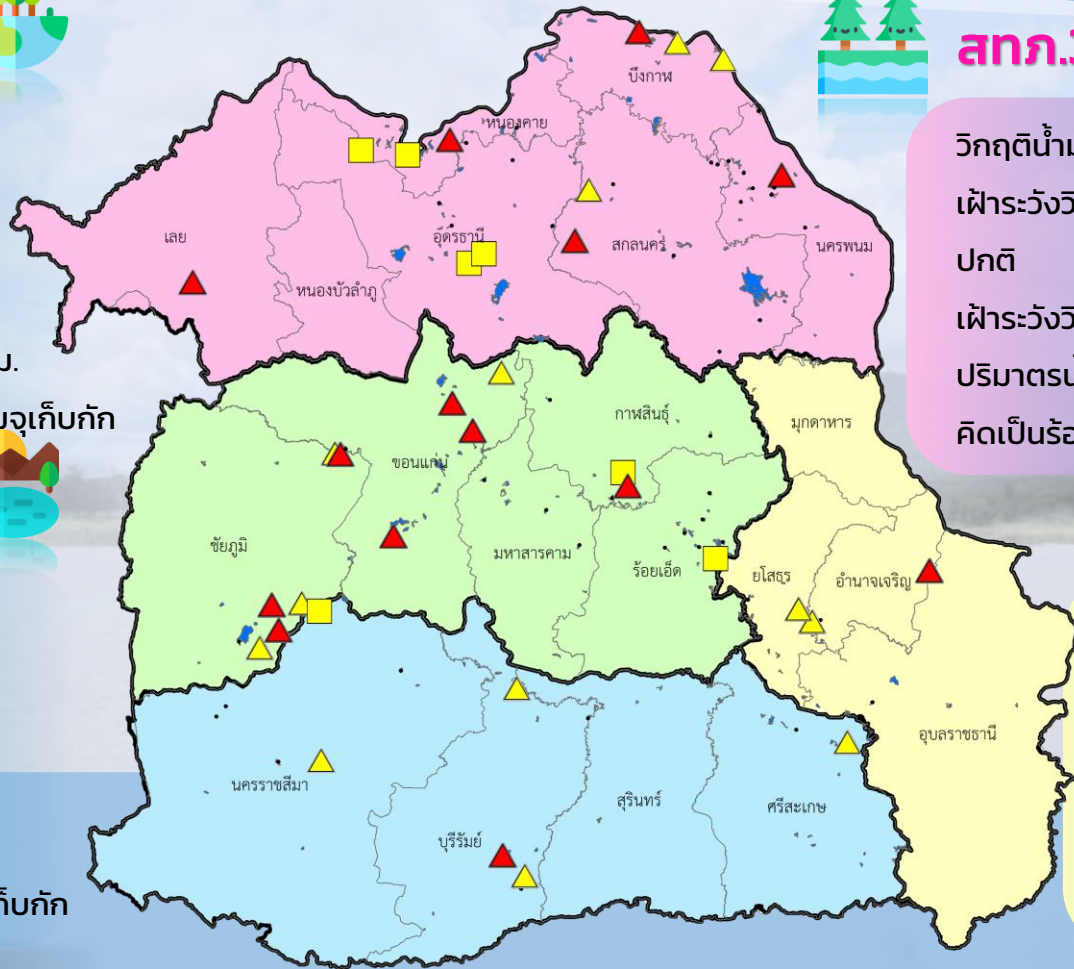 สทภ.
วิกฤติน้ำ
เฝ้าระวังวิ
ปกติ
เฝ้าระวังวิ
ปริมาตรน้
คิดเป็นร้อ
ม.
จุเก็บกัก
ก็บกัก
บึงกาฬ
หนองคาย
เลย
อุดรธานี
สกลนคร
นครพนม
หนองบัวลำภู
กาฬสินธุ์
มุกดาหาร
ขอนแก่น
ชัยภูมิ
มหาสารคาม
ร้อยเอ็ด
ยโสธร
อำนาจเจริญ
อุบลราชธานี
นครราชสีมา
สุรินทร์
ศรีสะเกษ
บุรีรัมย์